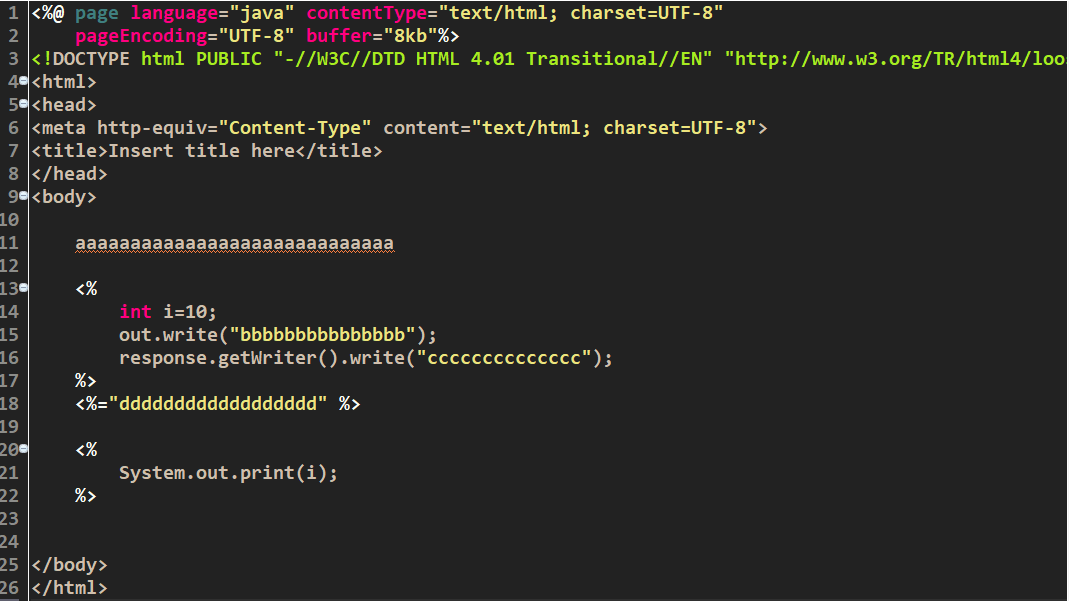 1 <%@ page language="java" contentType="text/html; charset=UTF-8"
2     pageEncoding="UTF-8" buffer="8kb"%>
3 <!DOCTYPE html PUBLIC "-//W3C//DTD HTML 4.01 Transitional//EN" "http://www.w3.org/TR/html4/loo
4 <html>
5 <head>
6 <meta http-equiv="Content-Type" content="text/html; charset=UTF-8">
7 <title>Insert title here</title>
8 </head>
9 <body>
10
11     aaaaaaaaaaaaaaaaaaaaaaaaaaaaa
12
13     <%
14         int i=10;
15         out.write("bbbbbbbbbbbbbbb");
16         response.getWriter().write("cccccccccccccc");
17     %>
18     <%="dddddddddddddddddd" %>
19
20     <%
21         System.out.print(i);
22     %>
23
24
25 </body>
26 </html>